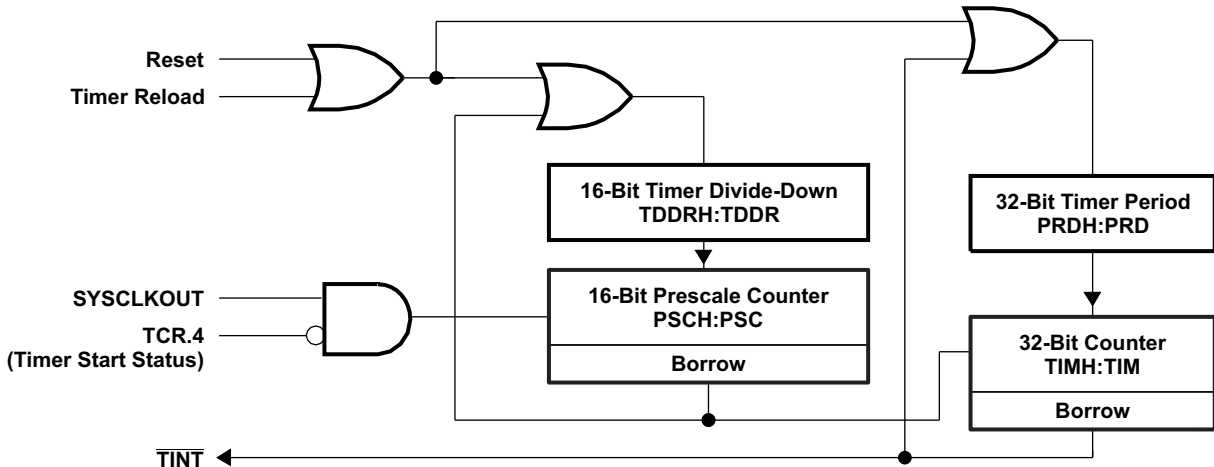 Reset
Timer Reload
16-Bit Timer Divide-Down
TDDRH:TDDR
32-Bit Timer Period
PRDH:PRD
SYSCLKOUT
TCR.4
(Timer Start Status)
16-Bit Prescale Counter
PSCH:PSC
Borrow
32-Bit Counter
TIMH:TIM
Borrow
TINT